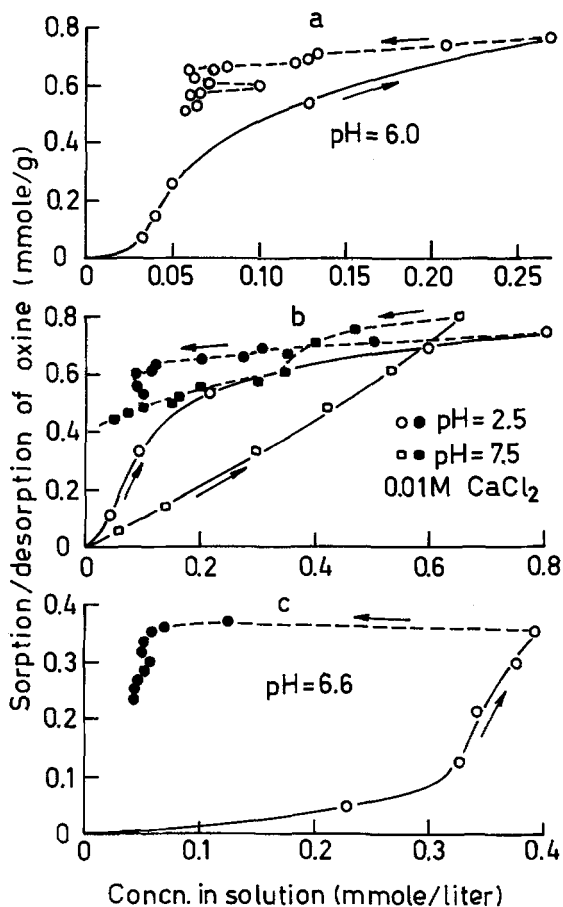 a
0.8
0.6
0.4
0.2
0
0.05
0.10
0.15
0.20
0.25
pH = 6.0
b
0.8
0.6
0.4
0.2
0
0.2
0.4
0.6
0.8
pH = 2.5
pH = 7.5
0.01M CaCl₂
c
0.4
0.3
0.2
0.1
0
0.1
0.2
0.3
0.4
pH = 6.6
Sorption/desorption of oxine (mmole/g)
Concn. in solution (mmole/liter)